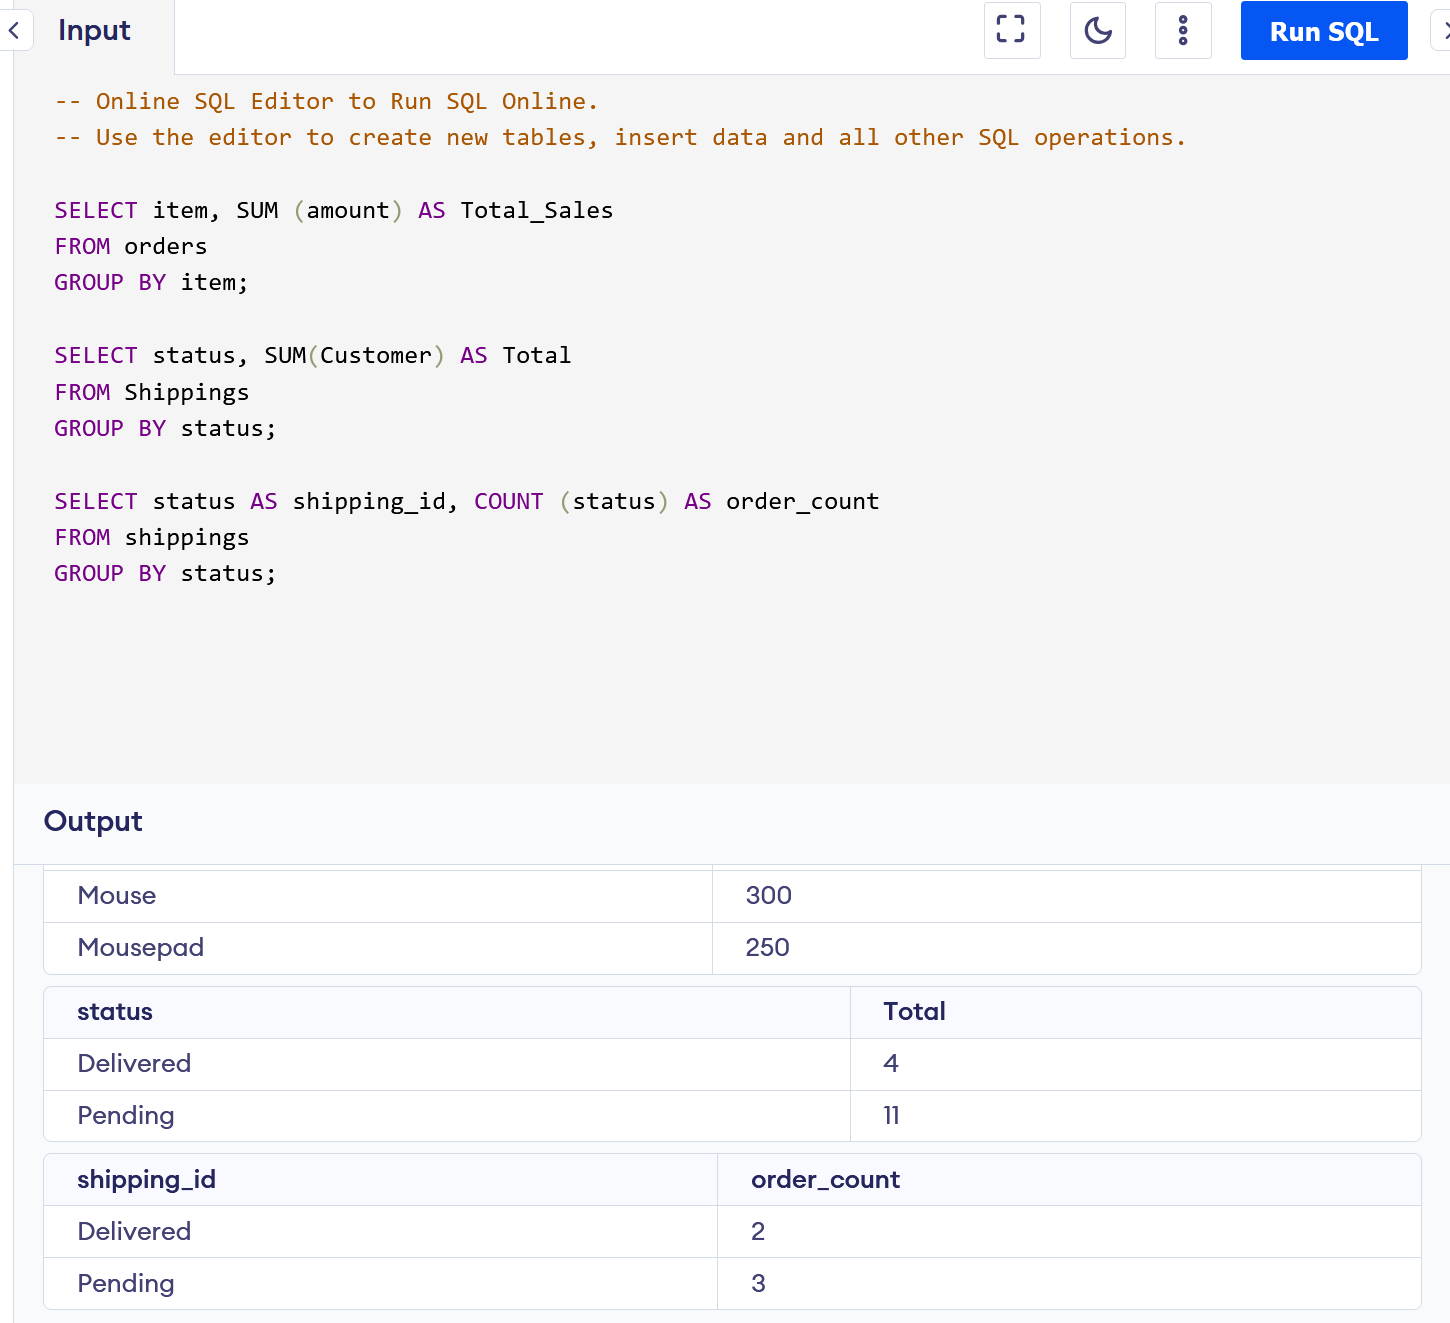 Input
Run SQL
-- Online SQL Editor to Run SQL Online.
-- Use the editor to create new tables, insert data and all other SQL operations.
SELECT item, SUM (amount) AS Total_Sales
FROM orders
GROUP BY item;
SELECT status, SUM(Customer) AS Total
FROM Shippings
GROUP BY status;
SELECT status AS shipping_id, COUNT (status) AS order_count
FROM shippings
GROUP BY status;
Output
Mouse 300
Mousepad 250
status Total
Delivered 4
Pending 11
shipping_id order_count
Delivered 2
Pending 3